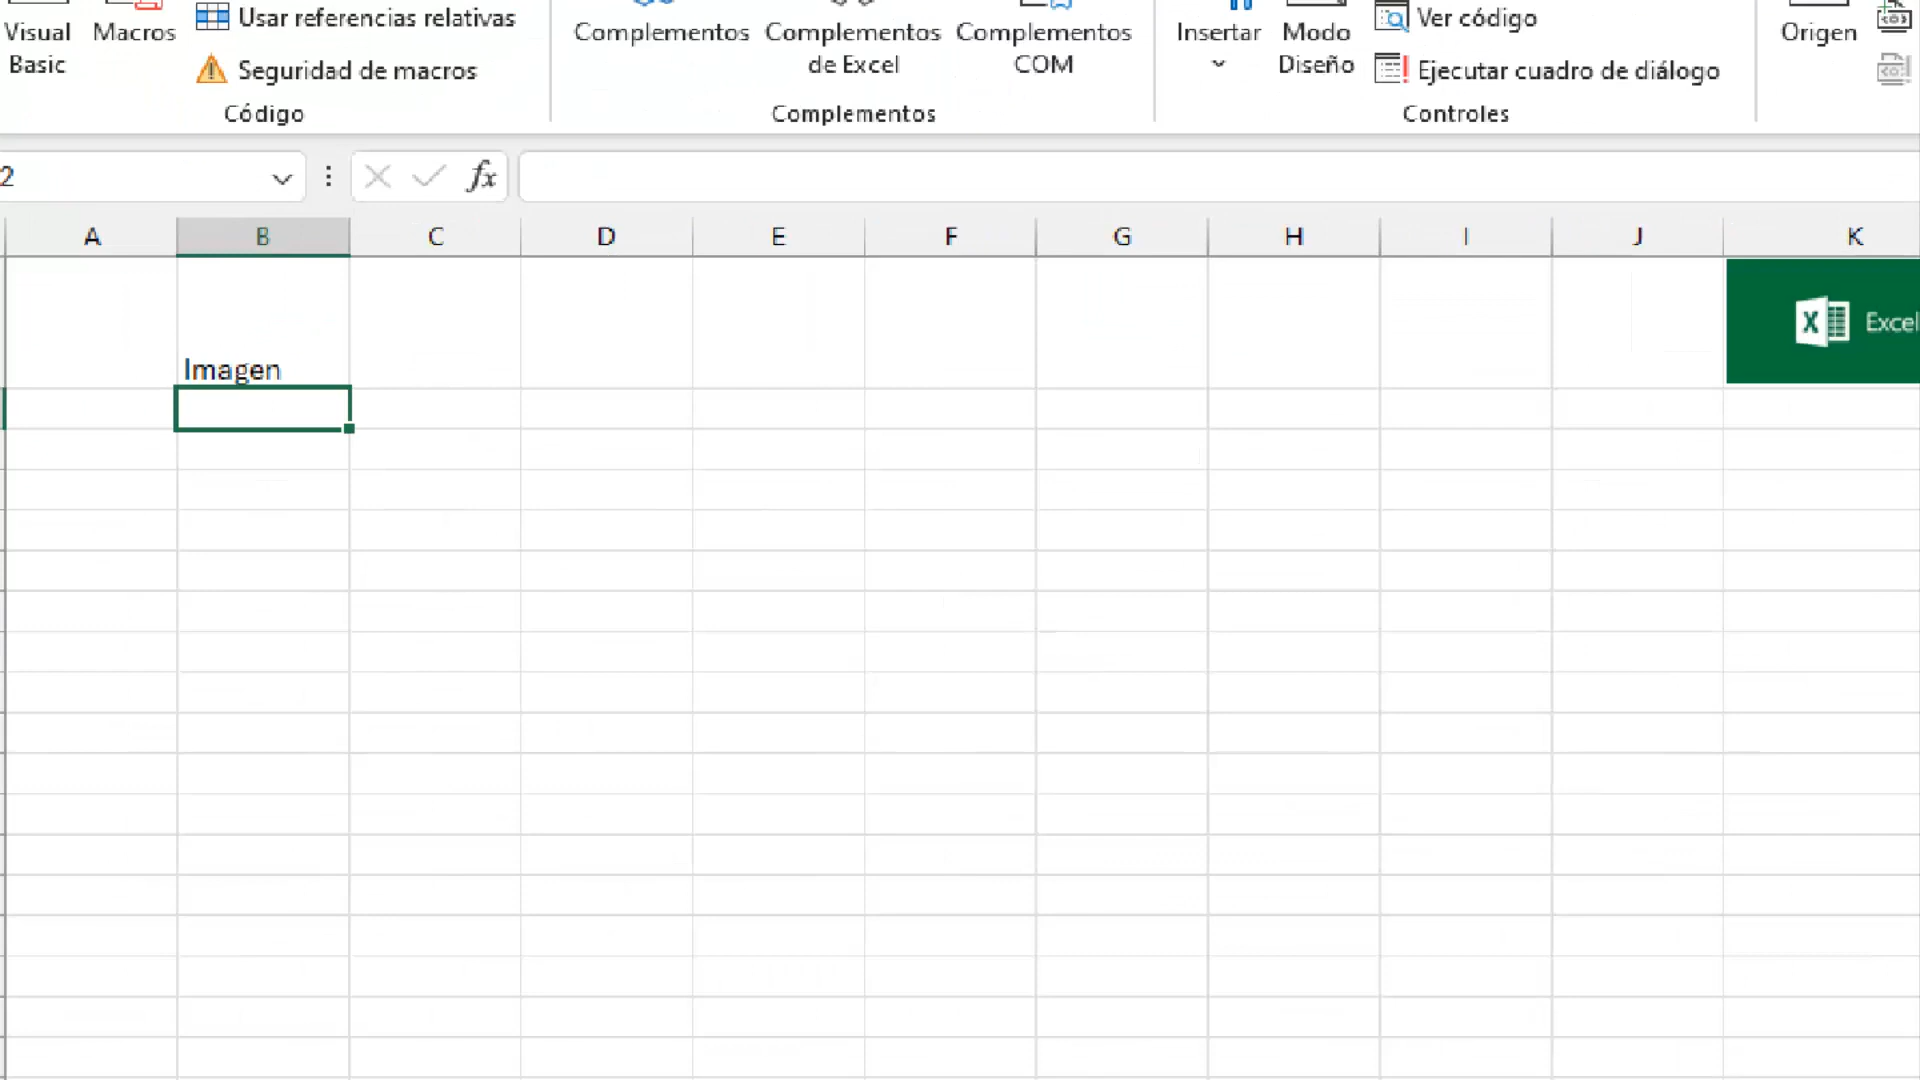 Visual Basic
Macros
Usar referencias relativas
Seguridad de macros
Código
Complementos
Complementos de Excel
Complementos COM
Complementos
Insertar
Modo Diseño
Ver código
Ejecutar cuadro de diálogo
Controles
Origen
2
fx
A B C D E F G H I J K
Imagen
X Excel